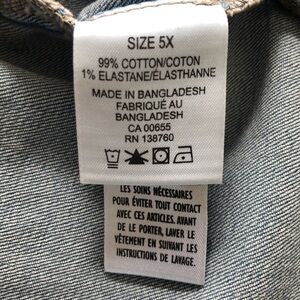 SIZE 5X
99% COTTON/COTON
1% ELASTANE/ÉLASTHANNE
MADE IN BANGLADESH
FABRIQUÉ AU
BANGLADESH
CA 00655
RN 138760
LES SOINS NÉCESSAIRES
POUR ÉVITER TOUT CONTACT
AVEC CES ARTICLES. AVANT
DE LE PORTER, LAVER LE
VÊTEMENT EN SUIVANT LES
INSTRUCTIONS DE LAVAGE.